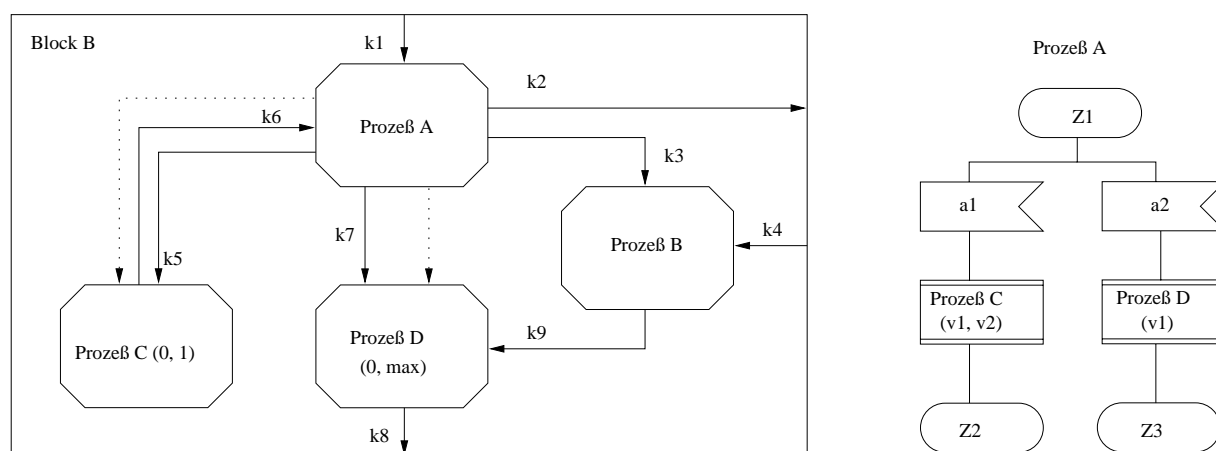 Block B
k1
k2
Prozeß A
k6
k3
k7
k4
Prozeß B
k5
k9
Prozeß C (0, 1)
Prozeß D
(0, max)
k8
Prozeß A
Z1
a1
a2
Prozeß C
(v1, v2)
Prozeß D
(v1)
Z2
Z3